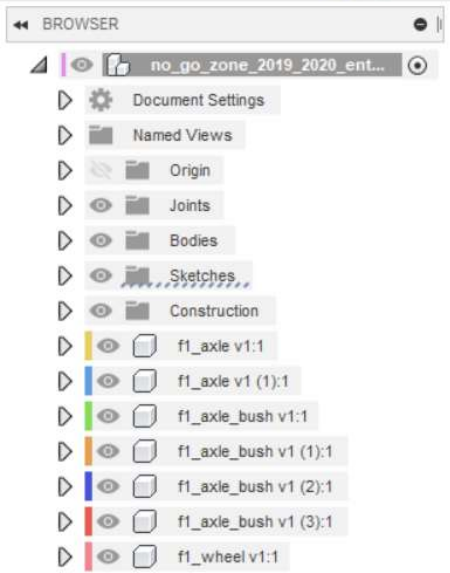 BROWSER
no_go_zone_2019_2020_ent...
Document Settings
Named Views
Origin
Joints
Bodies
Sketches
Construction
f1_axle v1:1
f1_axle v1 (1):1
f1_axle_bush v1:1
f1_axle_bush v1 (1):1
f1_axle_bush v1 (2):1
f1_axle_bush v1 (3):1
f1_wheel v1:1